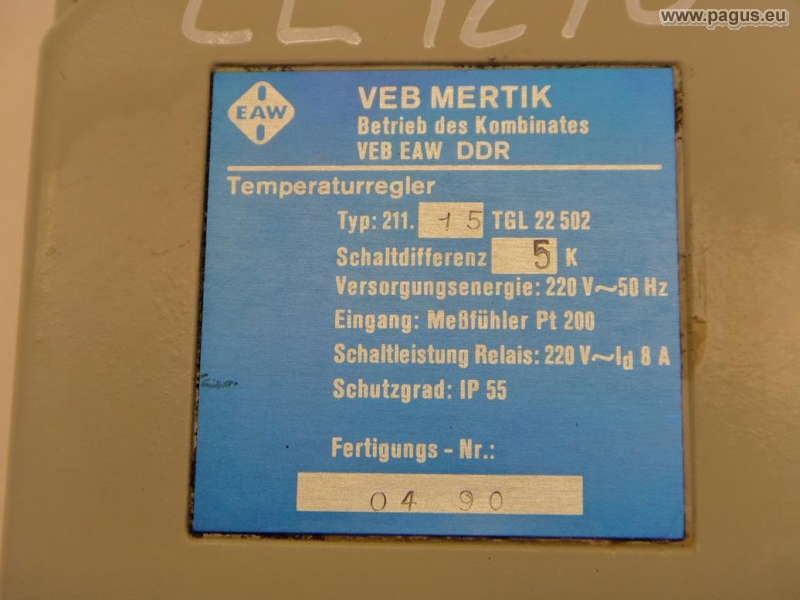 www.pagus.eu
EAW
VEB MERTIK
Betrieb des Kombinates
VEB EAW DDR
Temperaturregler
Typ: 211. 15 TGL 22 502
Schaltdifferenz 5 K
Versorgungsenergie: 220 V~50 Hz
Eingang: Meßfühler Pt 200
Schaltleistung Relais: 220 V~Id 8 A
Schutzgrad: IP 55
Fertigungs - Nr.:
04 90